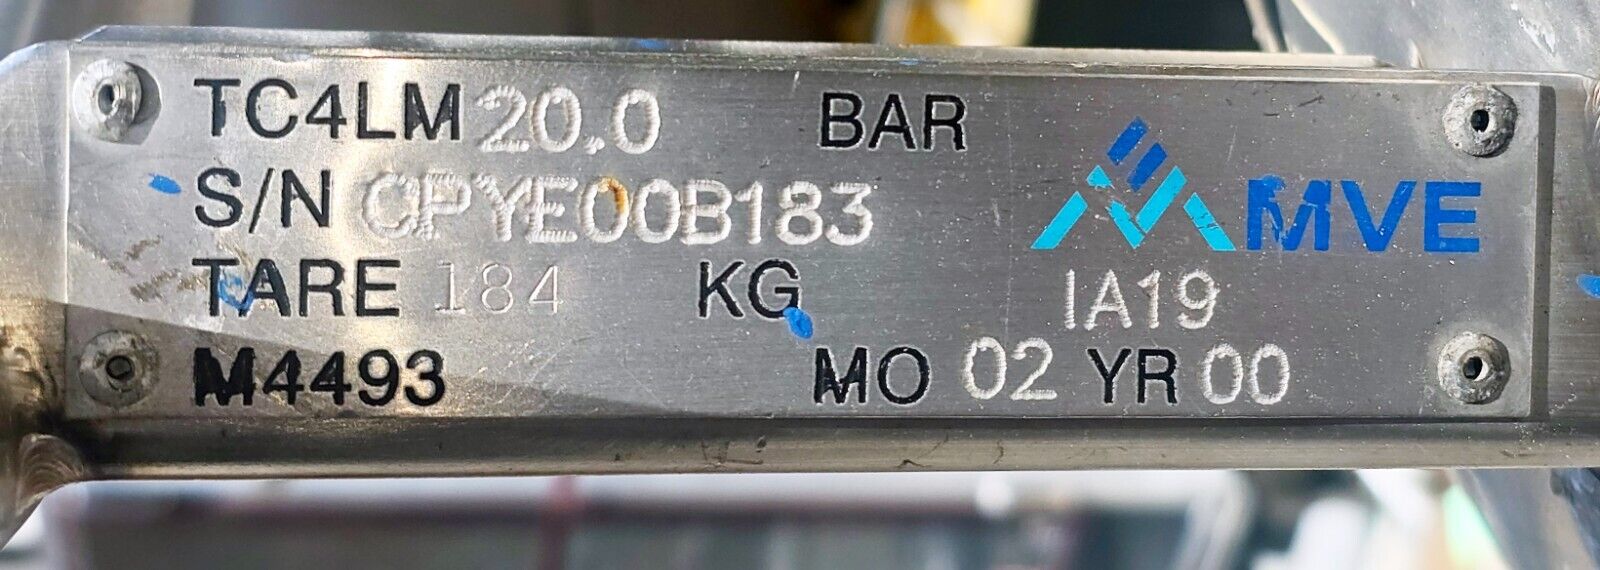 TC4LM 20.0 BAR
S/N CPYE00B183
MVE
TARE 184 KG
IA19
M4493 MO 02 YR 00